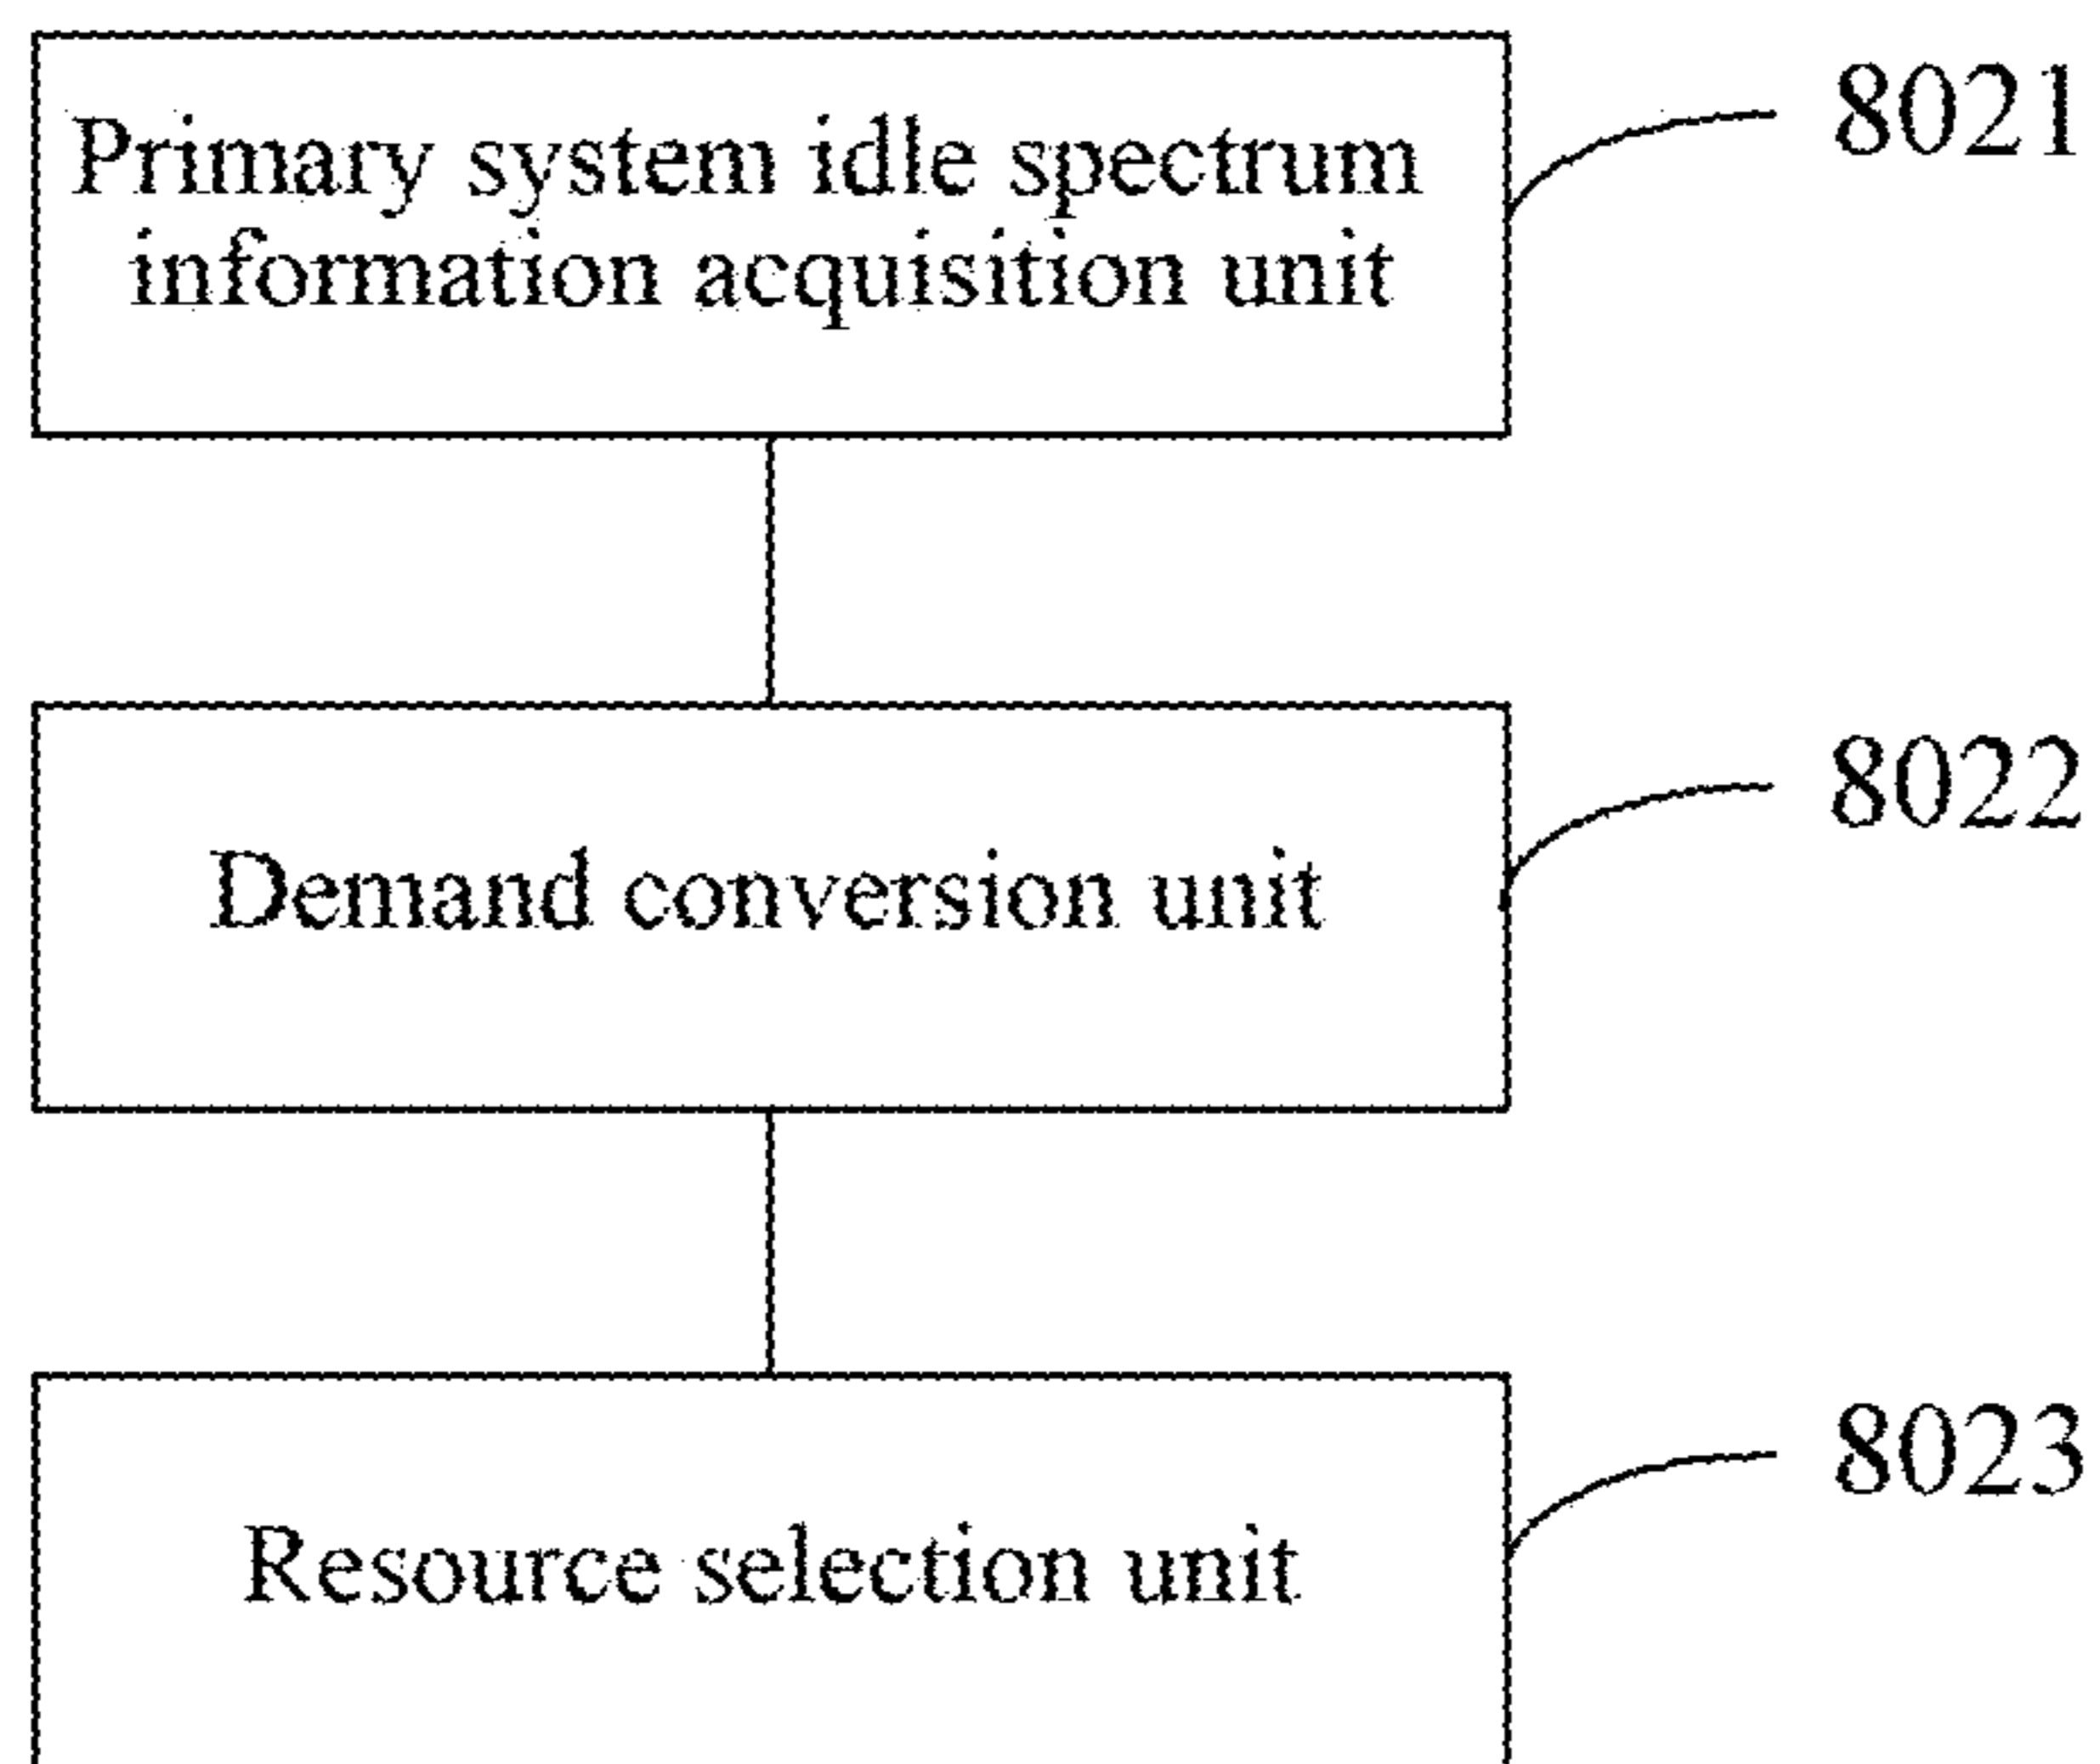 Primary system idle spectrum
information acquisition unit
8021
Demand conversion unit
8022
Resource selection unit
8023